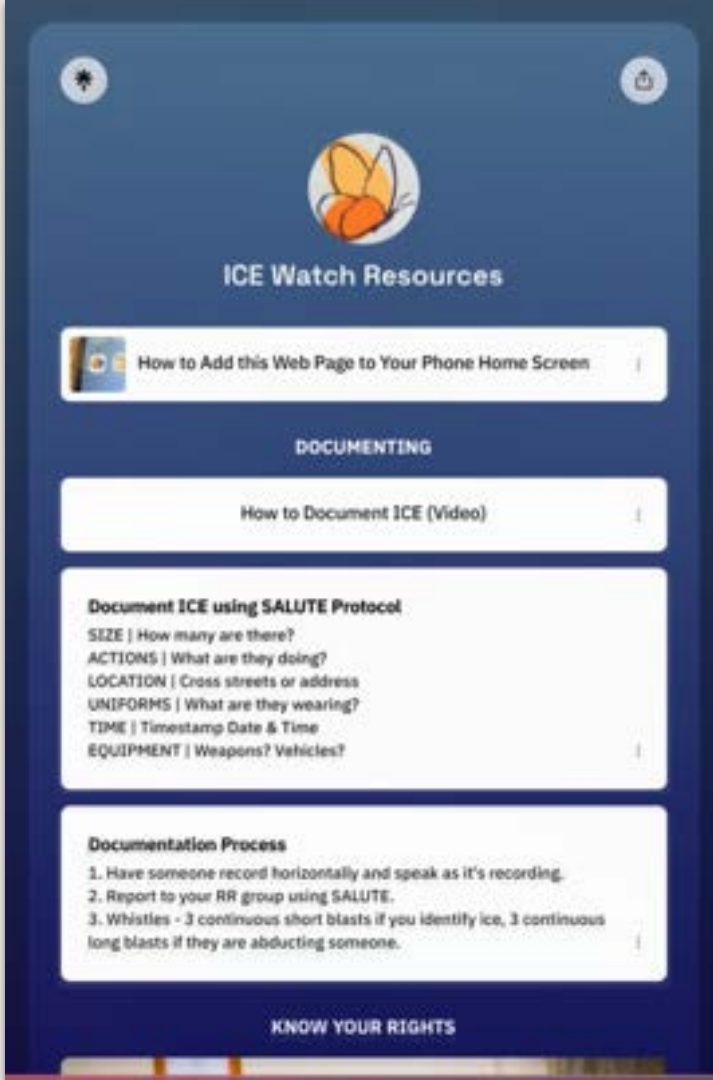 ICE Watch Resources
How to Add this Web Page to Your Phone Home Screen
DOCUMENTING
How to Document ICE (Video)
Document ICE using SALUTE Protocol
SIZE | How many are there?
ACTIONS | What are they doing?
LOCATION | Cross streets or address
UNIFORMS | What are they wearing?
TIME | Timestamp Date & Time
EQUIPMENT | Weapons? Vehicles?
Documentation Process
1. Have someone record horizontally and speak as it's recording.
2. Report to your RR group using SALUTE.
3. Whistles - 3 continuous short blasts if you identify ice, 3 continuous
long blasts if they are abducting someone.
KNOW YOUR RIGHTS